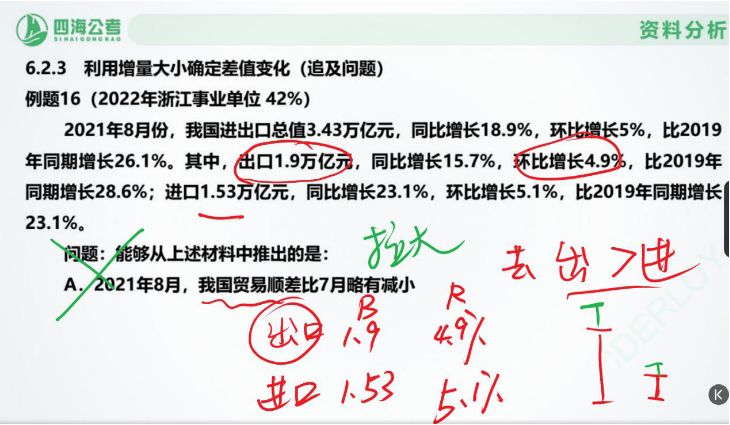 四海公考
SIHAIGONGKAO
资料分析
6.2.3 利用增量大小确定差值变化（追及问题）
例题16（2022年浙江事业单位 42%）
2021年8月份，我国进出口总值3.43万亿元，同比增长18.9%，环比增长5%，比2019
年同期增长26.1%。其中，出口1.9万亿元，同比增长15.7%，环比增长4.9%，比2019年
同期增长28.6%；进口1.53万亿元，同比增长23.1%，环比增长5.1%，比2019年同期增长
23.1%。
问题：能够从上述材料中推出的是：
拉大
去 出 > 进
A．2021年8月，我国贸易顺差比7月略有减小
B R
出口 1.9 4.9%
进口 1.53 5.1%
K